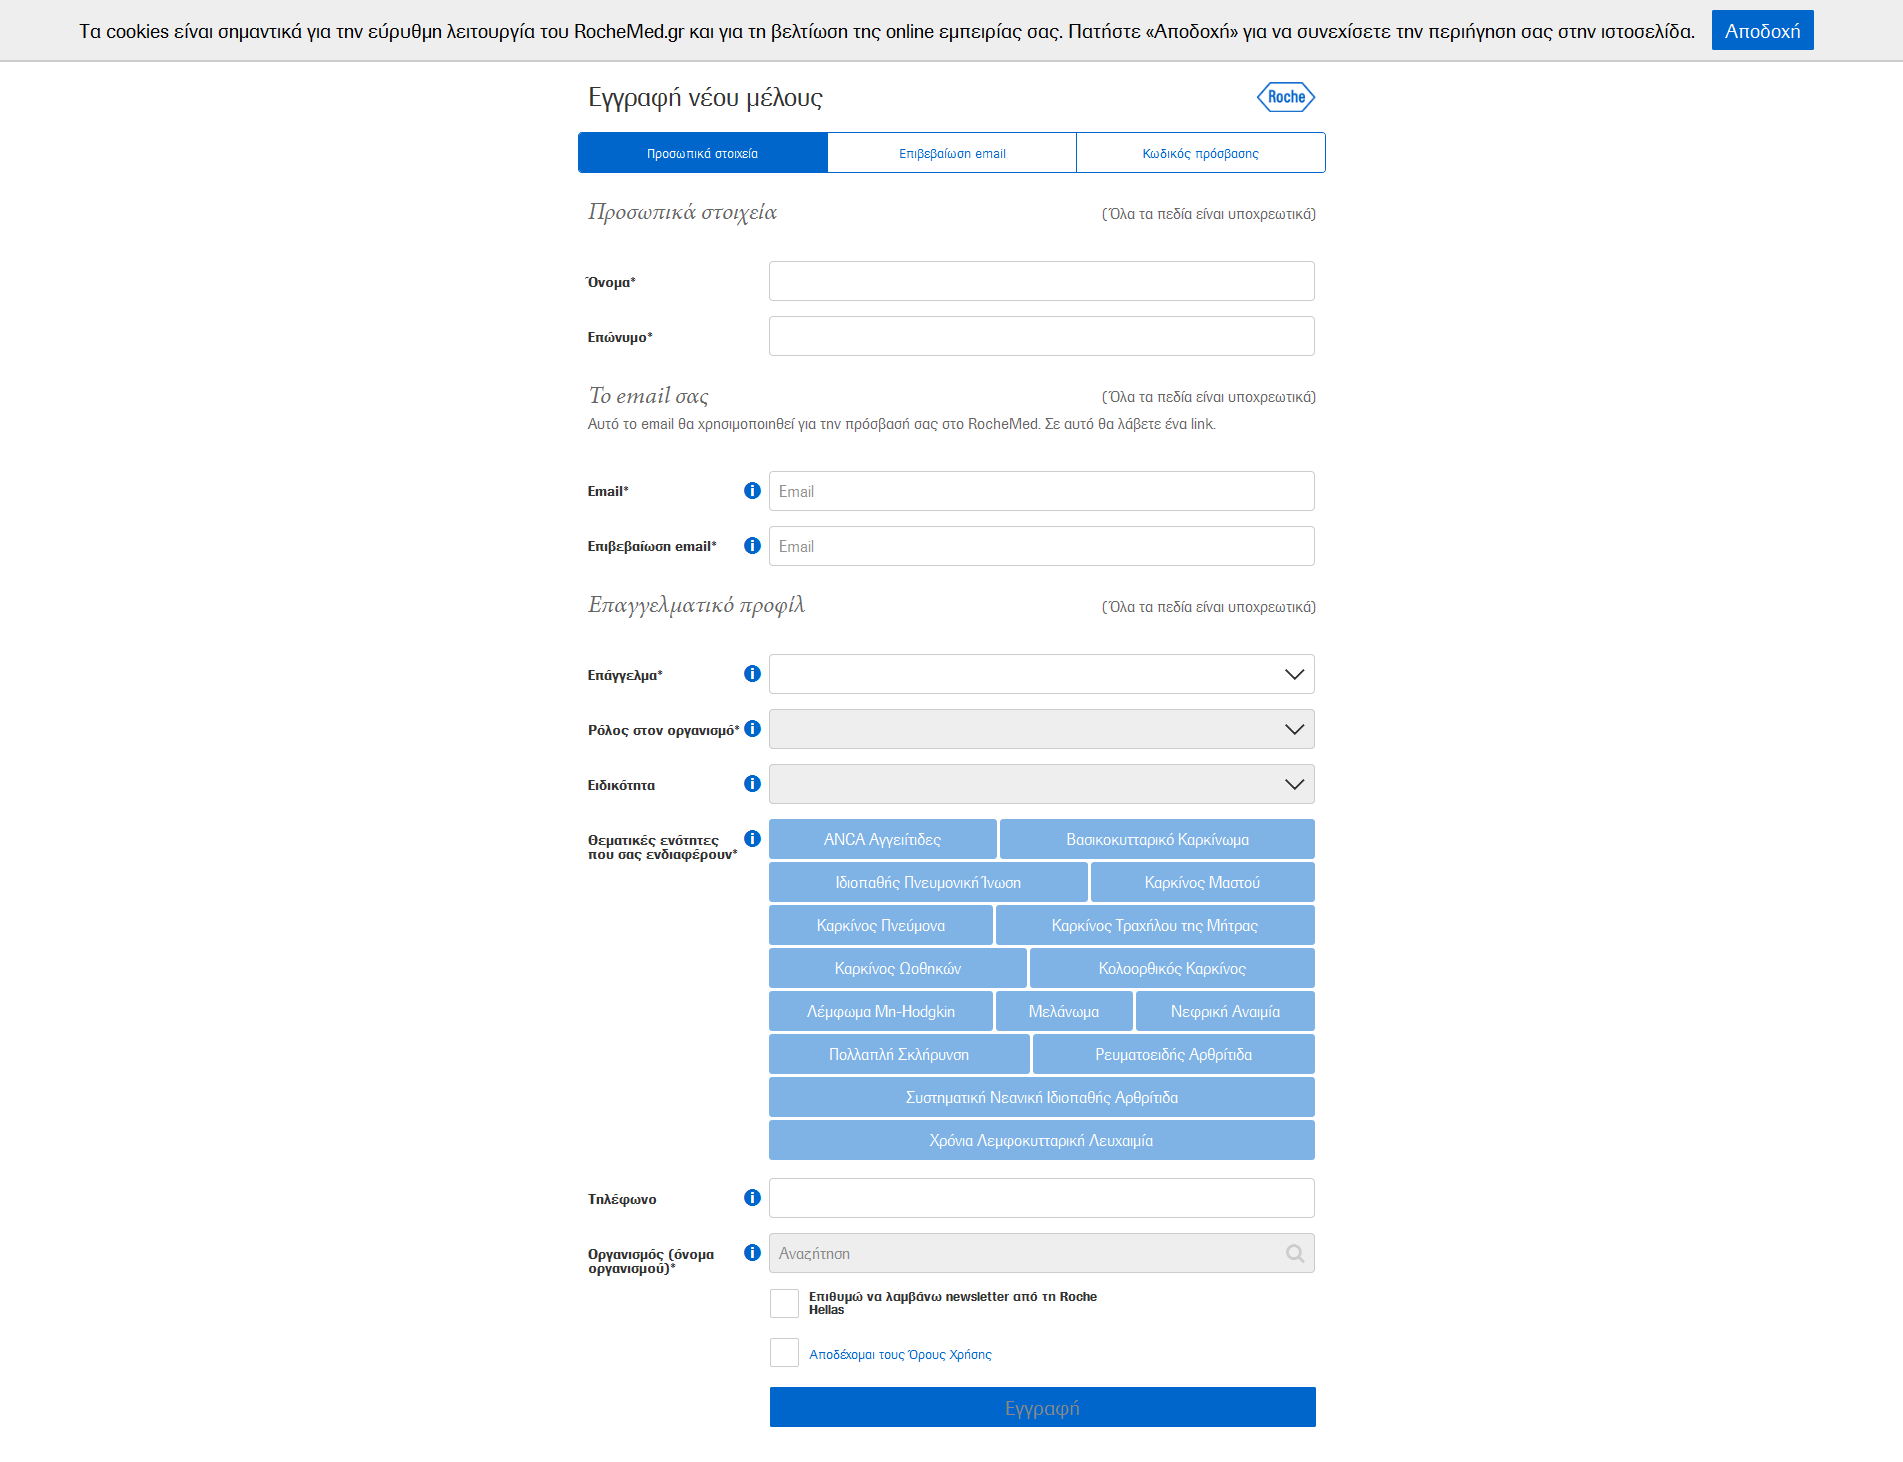 Τα cookies είναι σημαντικά για την εύρυθμη λειτουργία του RocheMed.gr και για τη βελτίωση της online εμπειρίας σας. Πατήστε «Αποδοχή» για να συνεχίσετε την περιήγηση σας στην ιστοσελίδα.
Αποδοχή
Εγγραφή νέου μέλους
Roche
Προσωπικά στοιχεία
Επιβεβαίωση email
Κωδικός πρόσβασης
Προσωπικά στοιχεία
(Όλα τα πεδία είναι υποχρεωτικά)
Όνομα*
Επώνυμο*
Το email σας
(Όλα τα πεδία είναι υποχρεωτικά)
Αυτό το email θα χρησιμοποιηθεί για την πρόσβασή σας στο RocheMed. Σε αυτό θα λάβετε ένα link.
Email*
Email
Επιβεβαίωση email*
Email
Επαγγελματικό προφίλ
(Όλα τα πεδία είναι υποχρεωτικά)
Επάγγελμα*
Ρόλος στον οργανισμό*
Ειδικότητα
Θεματικές ενότητες
που σας ενδιαφέρουν*
ANCA Αγγειίτιδες
Βασικοκυτταρικό Καρκίνωμα
Ιδιοπαθής Πνευμονική Ίνωση
Καρκίνος Μαστού
Καρκίνος Πνεύμονα
Καρκίνος Τραχήλου της Μήτρας
Καρκίνος Ωοθηκών
Κολοορθικός Καρκίνος
Λέμφωμα Μη-Hodgkin
Μελάνωμα
Νεφρική Αναιμία
Πολλαπλή Σκλήρυνση
Ρευματοειδής Αρθρίτιδα
Συστηματική Νεανική Ιδιοπαθής Αρθρίτιδα
Χρόνια Λεμφοκυτταρική Λευχαιμία
Τηλέφωνο
Οργανισμός (όνομα
οργανισμού)*
Αναζήτηση
Επιθυμώ να λαμβάνω newsletter από τη Roche
Hellas
Αποδέχομαι τους Όρους Χρήσης
Εγγραφή